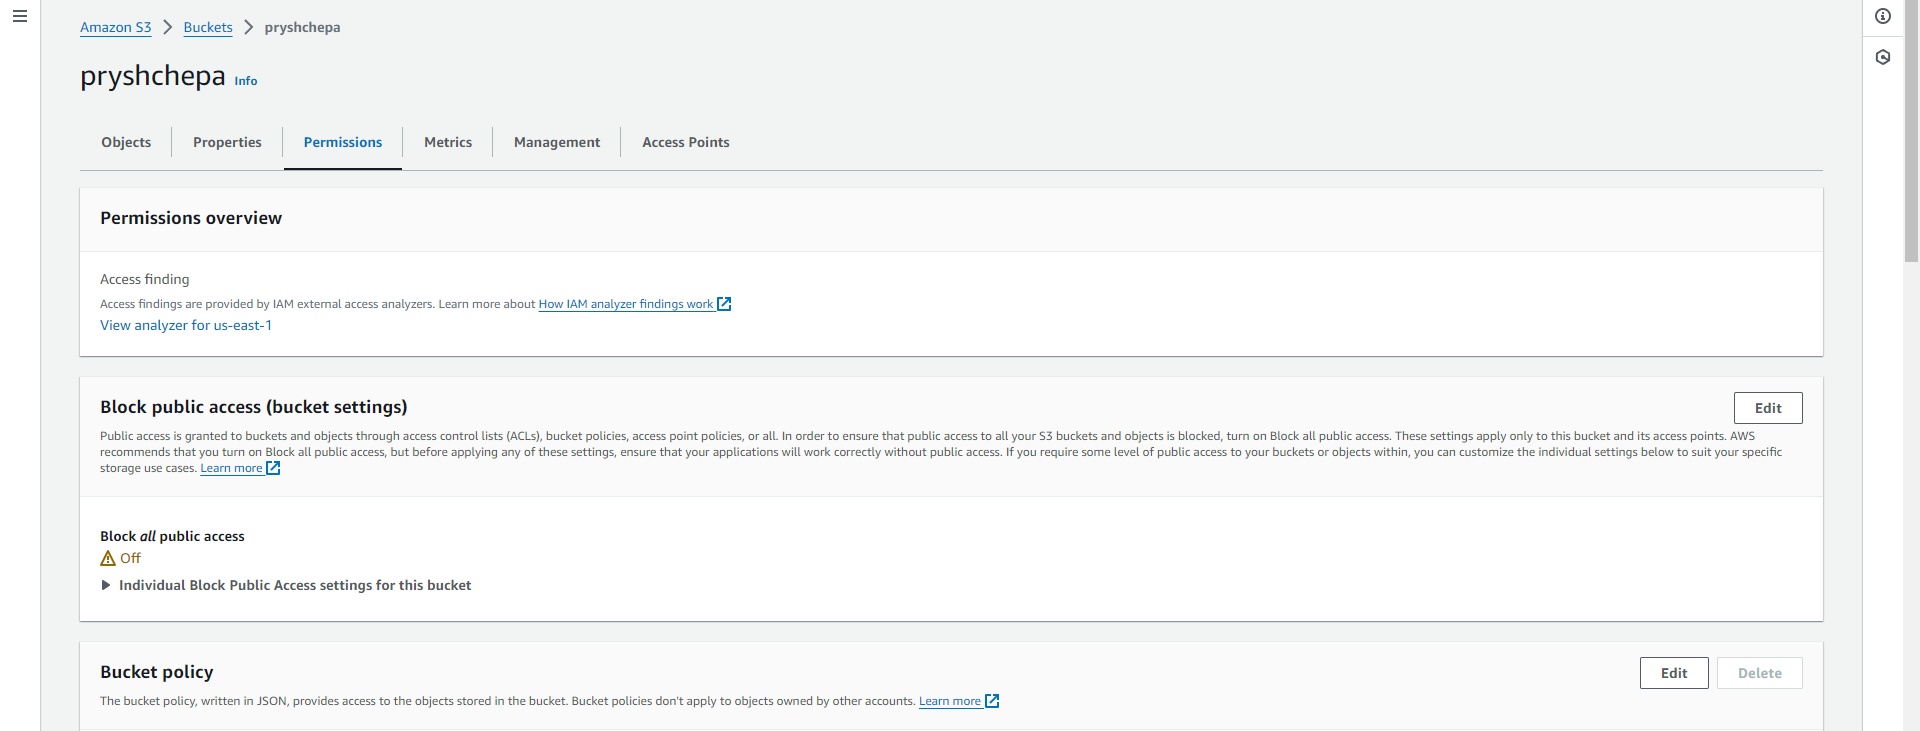 Amazon S3 > Buckets > pryshchepa
pryshchepa Info
Objects Properties Permissions Metrics Management Access Points
Permissions overview
Access finding
Access findings are provided by IAM external access analyzers. Learn more about How IAM analyzer findings work
View analyzer for us-east-1
Block public access (bucket settings)
Edit
Public access is granted to buckets and objects through access control lists (ACLs), bucket policies, access point policies, or all. In order to ensure that public access to all your S3 buckets and objects is blocked, turn on Block all public access. These settings apply only to this bucket and its access points. AWS
recommends that you turn on Block all public access, but before applying any of these settings, ensure that your applications will work correctly without public access. If you require some level of public access to your buckets or objects within, you can customize the individual settings below to suit your specific
storage use cases. Learn more
Block all public access
Off
Individual Block Public Access settings for this bucket
Bucket policy
Edit Delete
The bucket policy, written in JSON, provides access to the objects stored in the bucket. Bucket policies don't apply to objects owned by other accounts. Learn more